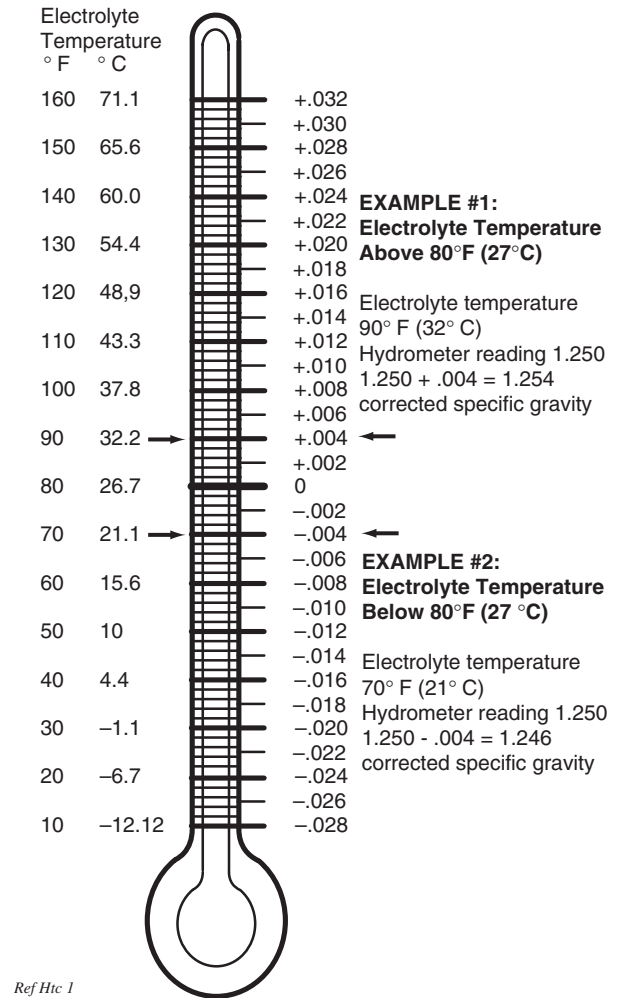 Electrolyte
Temperature
° F ° C
160 71.1 +.032
+.030
150 65.6 +.028
+.026
140 60.0 +.024
+.022
130 54.4 +.020
+.018
120 48,9 +.016
+.014
110 43.3 +.012
+.010
100 37.8 +.008
+.006
90 32.2 +.004
+.002
80 26.7 0
–.002
70 21.1 –.004
–.006
60 15.6 –.008
–.010
50 10 –.012
–.014
40 4.4 –.016
–.018
30 –1.1 –.020
–.022
20 –6.7 –.024
–.026
10 –12.12 –.028
EXAMPLE #1:
Electrolyte Temperature
Above 80°F (27°C)
Electrolyte temperature
90° F (32° C)
Hydrometer reading 1.250
1.250 + .004 = 1.254
corrected specific gravity
EXAMPLE #2:
Electrolyte Temperature
Below 80°F (27 °C)
Electrolyte temperature
70° F (21° C)
Hydrometer reading 1.250
1.250 - .004 = 1.246
corrected specific gravity
Ref Htc 1